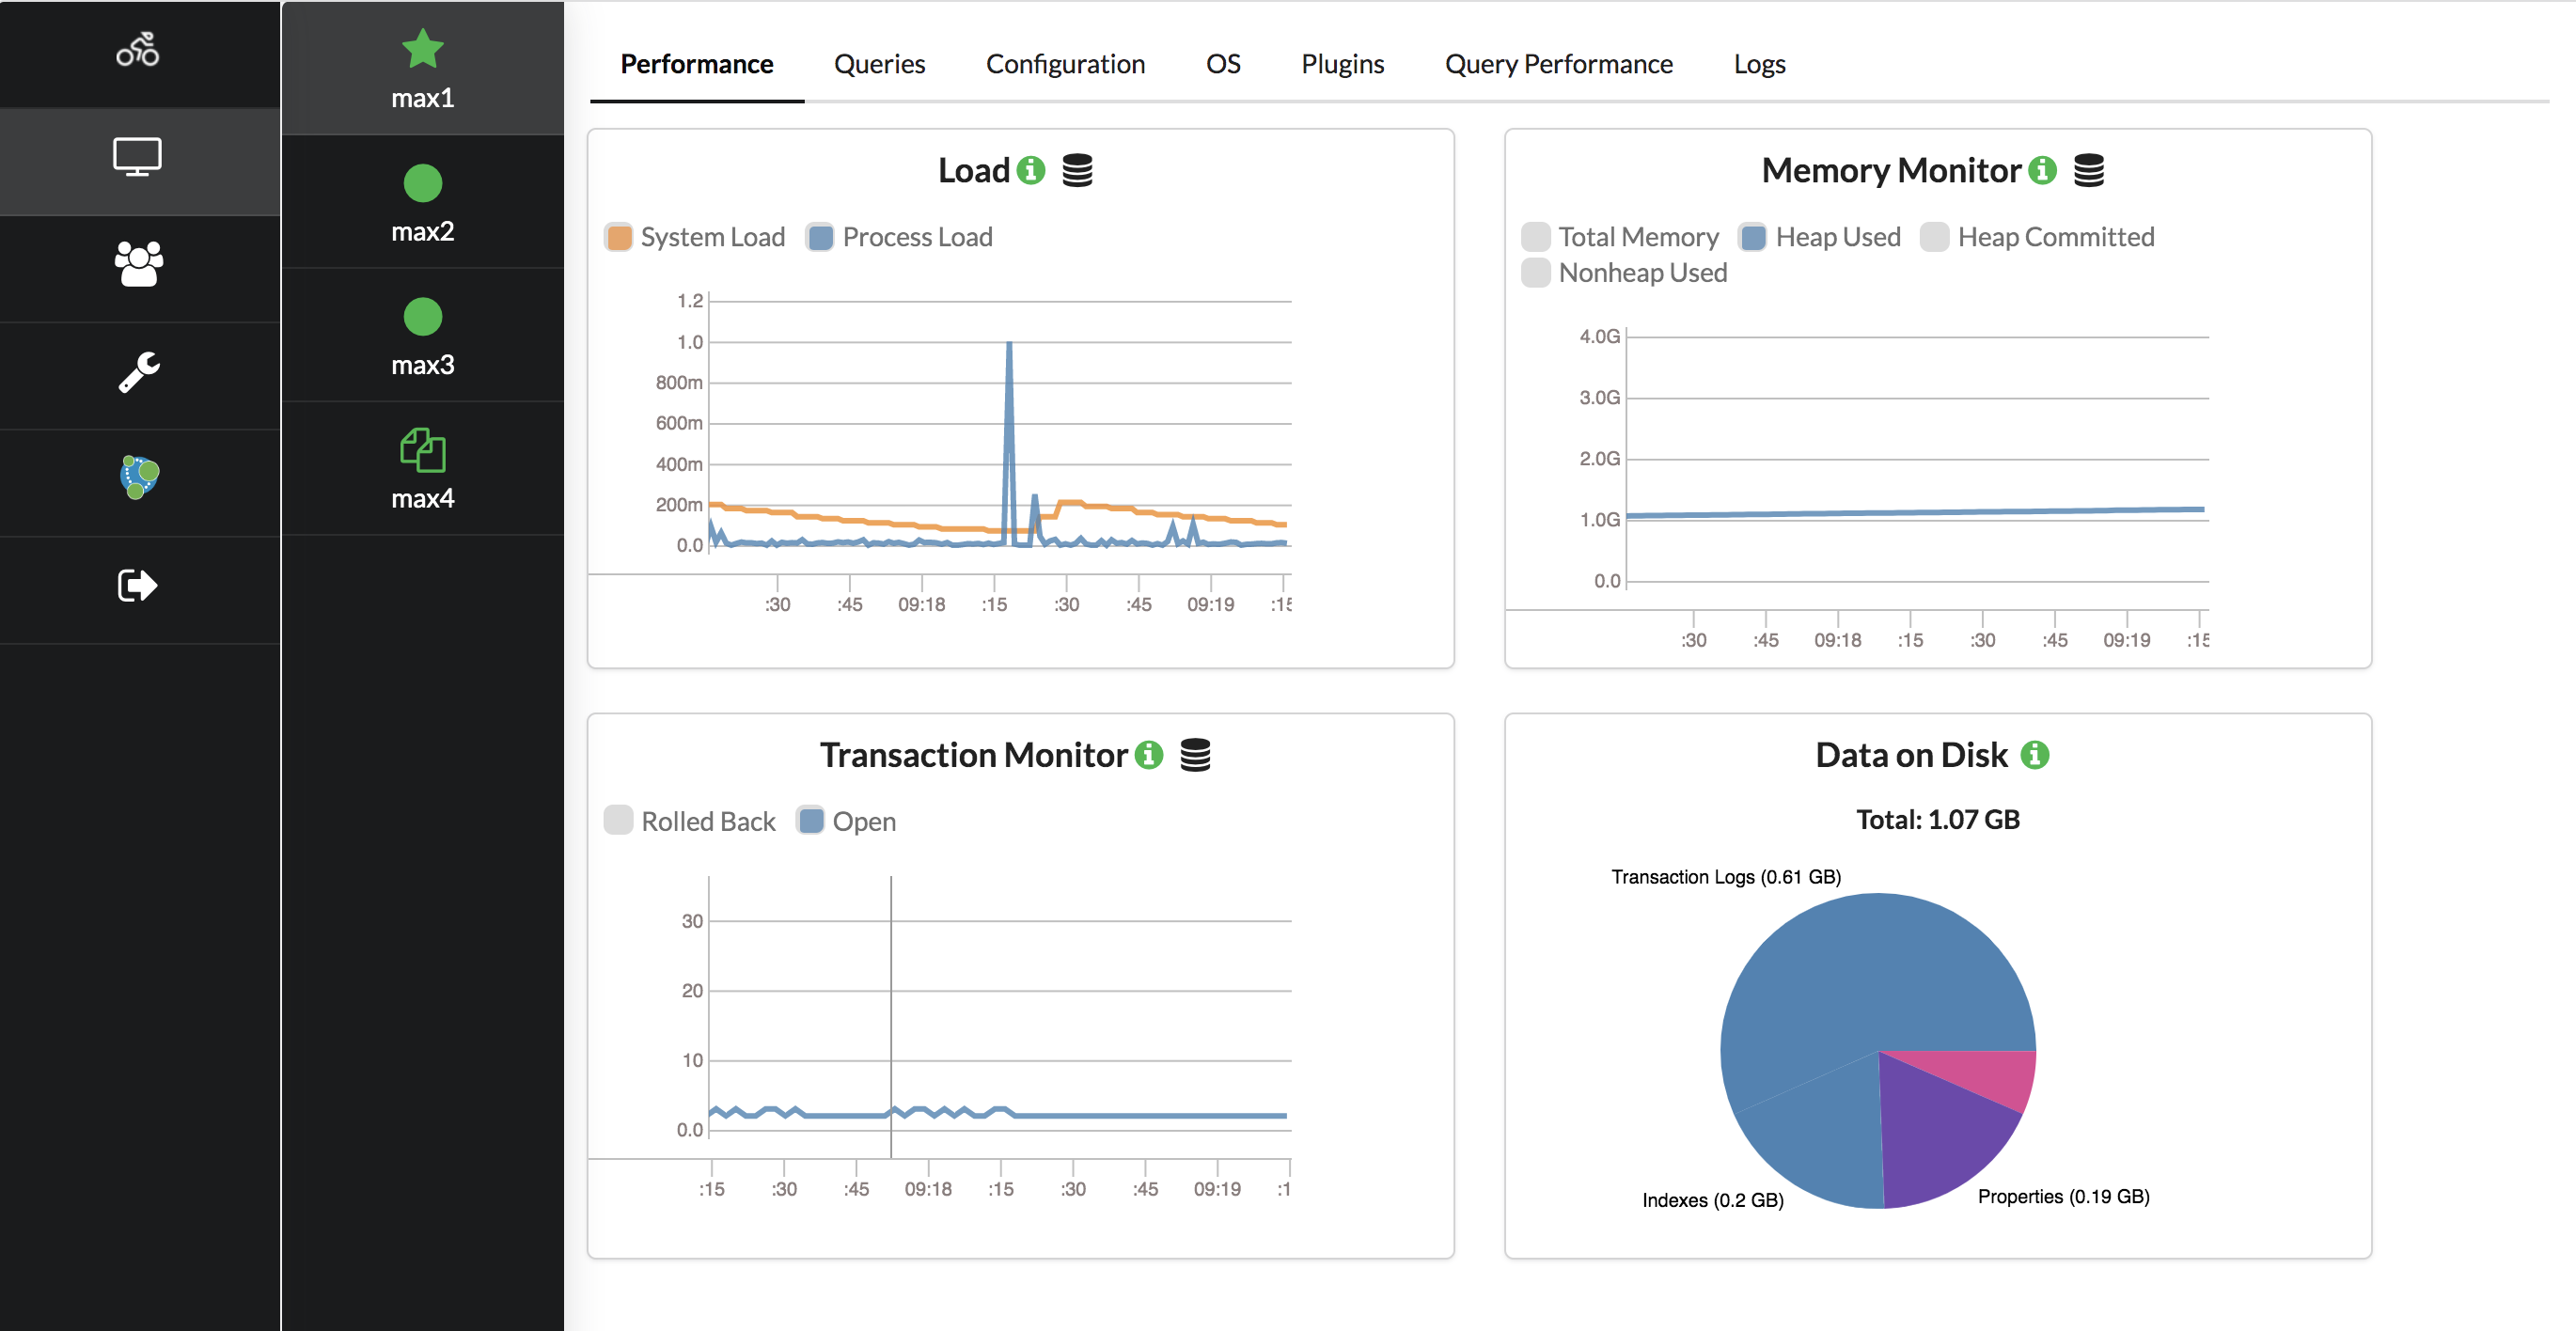 max1
max2
max3
max4
Performance Queries Configuration OS Plugins Query Performance Logs
Load
System Load Process Load
1.2
1.0
800m
600m
400m
200m
0.0
:30 :45 09:18 :15 :30 :45 09:19 :15
Memory Monitor
Total Memory Heap Used Heap Committed
Nonheap Used
4.0G
3.0G
2.0G
1.0G
0.0
:30 :45 09:18 :15 :30 :45 09:19 :15
Transaction Monitor
Rolled Back Open
30
20
10
0.0
:15 :30 :45 09:18 :15 :30 :45 09:19 :1
Data on Disk
Total: 1.07 GB
Transaction Logs (0.61 GB)
Indexes (0.2 GB)
Properties (0.19 GB)